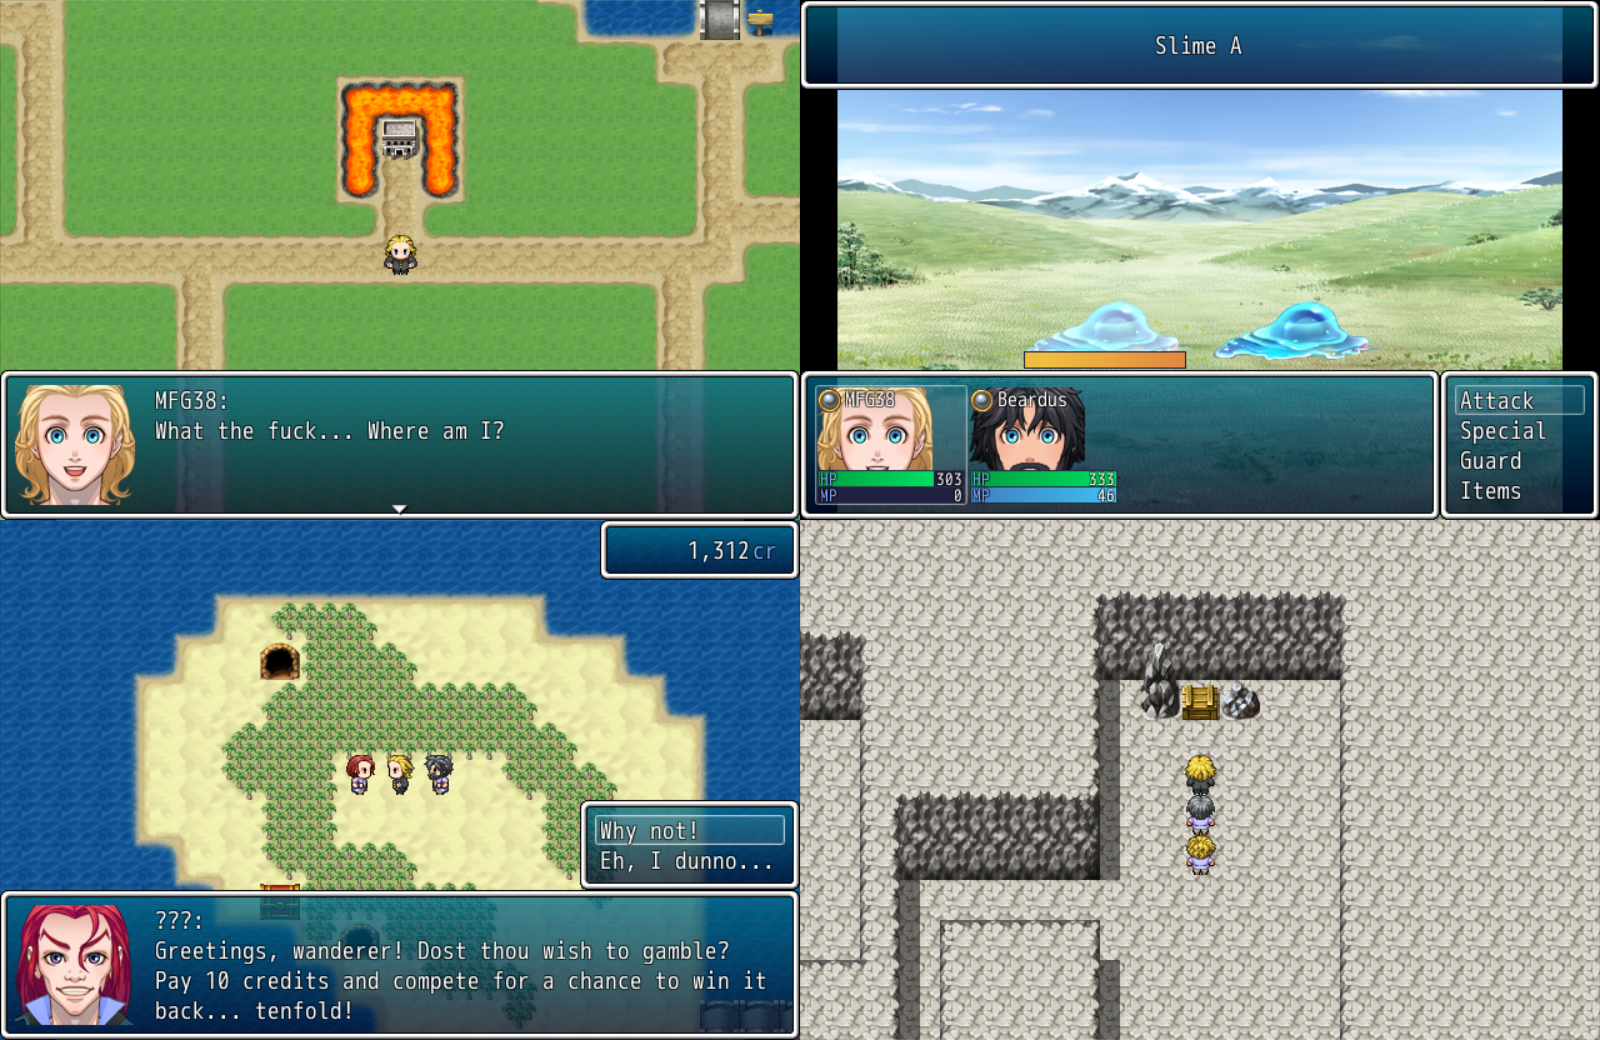 MFG38:
What the fuck... Where am I?
Slime A
MFG38
HP 303
MP 0
Beardus
HP 333
MP 46
Attack
Special
Guard
Items
1,312cr
Why not!
Eh, I dunno...
???:
Greetings, wanderer! Dost thou wish to gamble?
Pay 10 credits and compete for a chance to win it
back... tenfold!